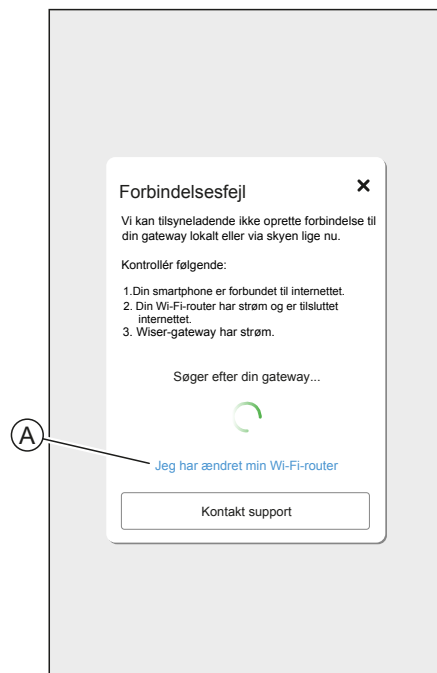 Forbindelsesfejl
Vi kan tilsyneladende ikke oprette forbindelse til
din gateway lokalt eller via skyen lige nu.
Kontrollér følgende:
1.Din smartphone er forbundet til internettet.
2. Din Wi-Fi-router har strøm og er tilsluttet
internettet.
3. Wiser-gateway har strøm.
Søger efter din gateway...
A
Jeg har ændret min Wi-Fi-router
Kontakt support